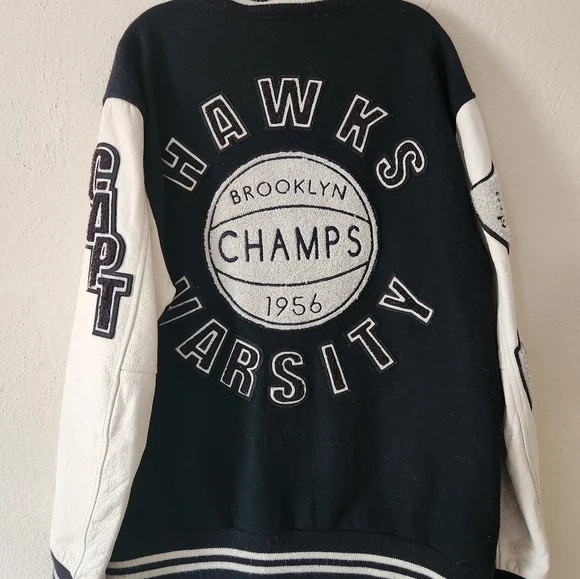 HAWKS
BROOKLYN
CHAMPS
1956
VARSITY
CAPT